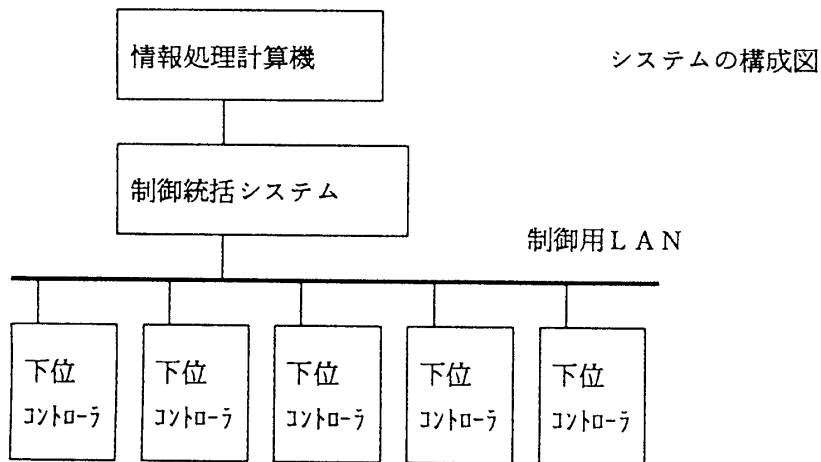 情報処理計算機
システムの構成図
制御統括システム
制御用ＬＡＮ
下位
ｺﾝﾄﾛｰﾗ
下位
ｺﾝﾄﾛｰﾗ
下位
ｺﾝﾄﾛｰﾗ
下位
ｺﾝﾄﾛｰﾗ
下位
ｺﾝﾄﾛｰﾗ